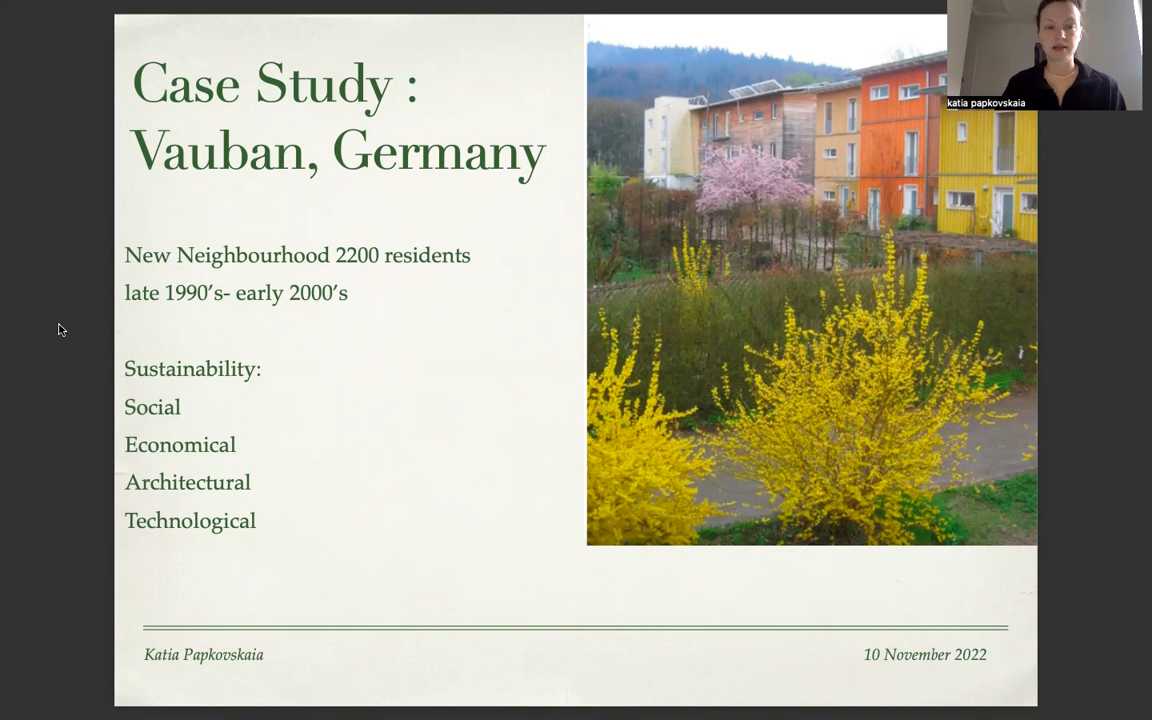 Case Study :
Vauban, Germany
New Neighbourhood 2200 residents
late 1990’s- early 2000’s
Sustainability:
Social
Economical
Architectural
Technological
Katia Papkovskaia
10 November 2022
katia papkovskaia